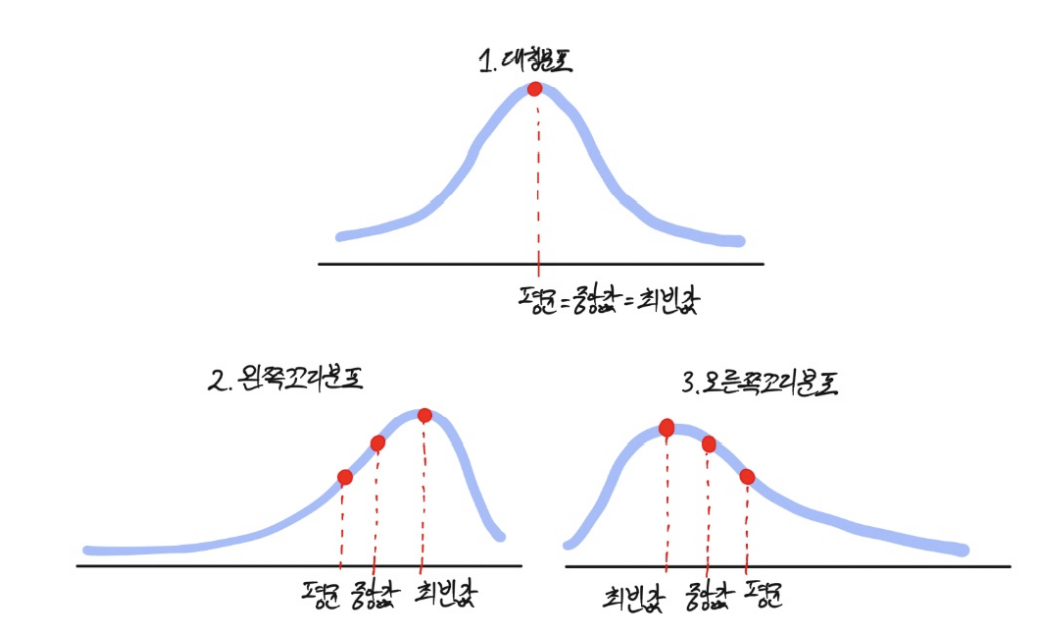 1. 대칭분포
평균=중앙값=최빈값
2. 왼쪽꼬리분포
3. 오른쪽꼬리분포
평균 중앙값 최빈값
최빈값 중앙값 평균